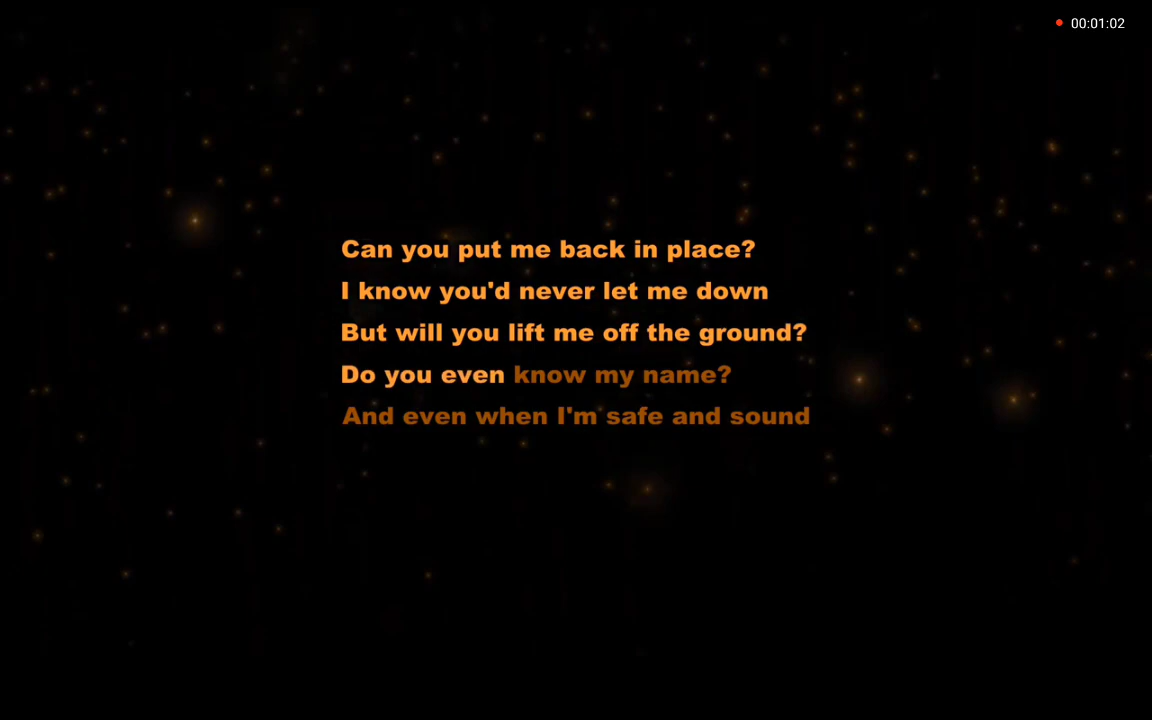 00:01:02
Can you put me back in place?
I know you'd never let me down
But will you lift me off the ground?
Do you even know my name?
And even when I'm safe and sound